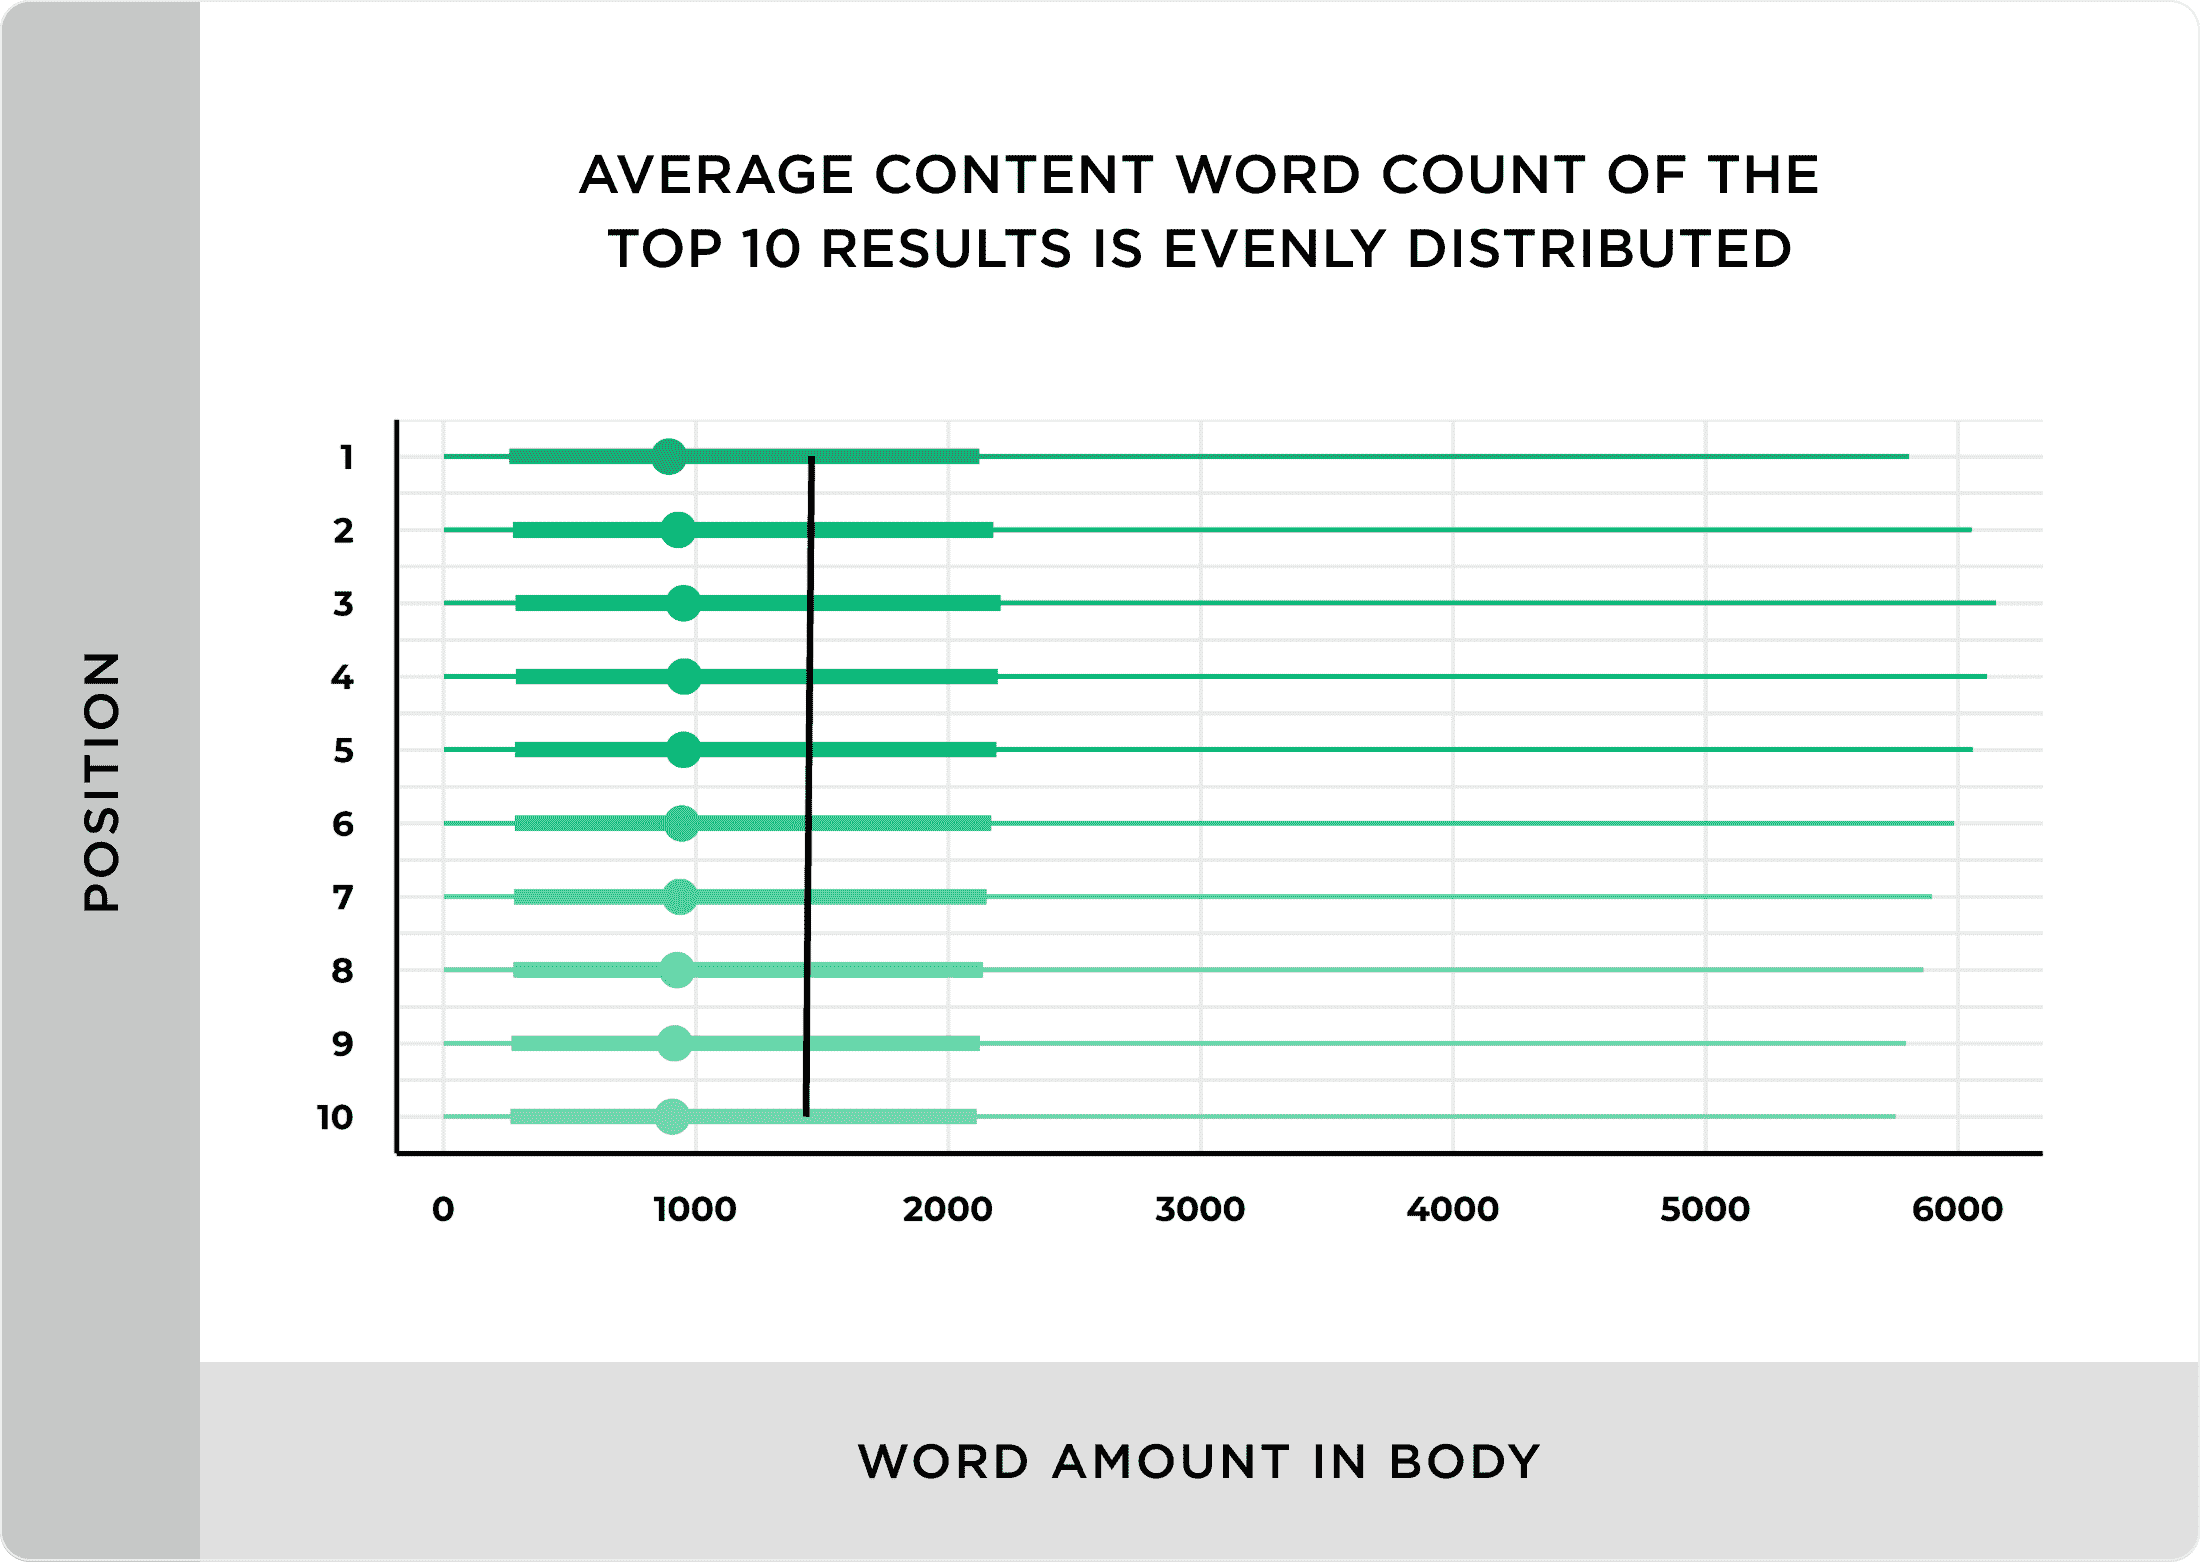 AVERAGE CONTENT WORD COUNT OF THE
TOP 10 RESULTS IS EVENLY DISTRIBUTED
POSITION
1
2
3
4
5
6
7
8
9
10
0 1000 2000 3000 4000 5000 6000
WORD AMOUNT IN BODY